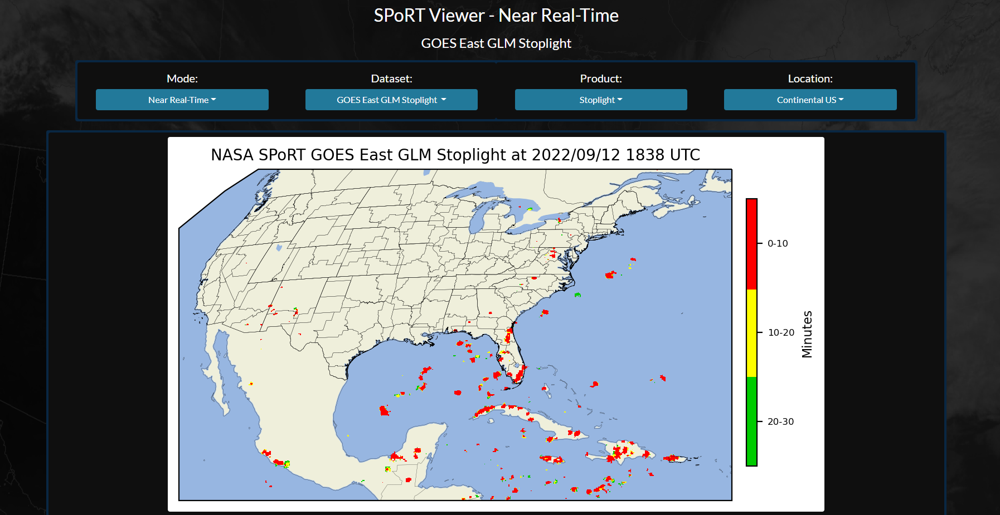 SPoRT Viewer - Near Real-Time
GOES East GLM Stoplight
Mode:
Dataset:
Product:
Location:
Near Real-Time
GOES East GLM Stoplight
Stoplight
Continental US
NASA SPoRT GOES East GLM Stoplight at 2022/09/12 1838 UTC
0-10
10-20
20-30
Minutes